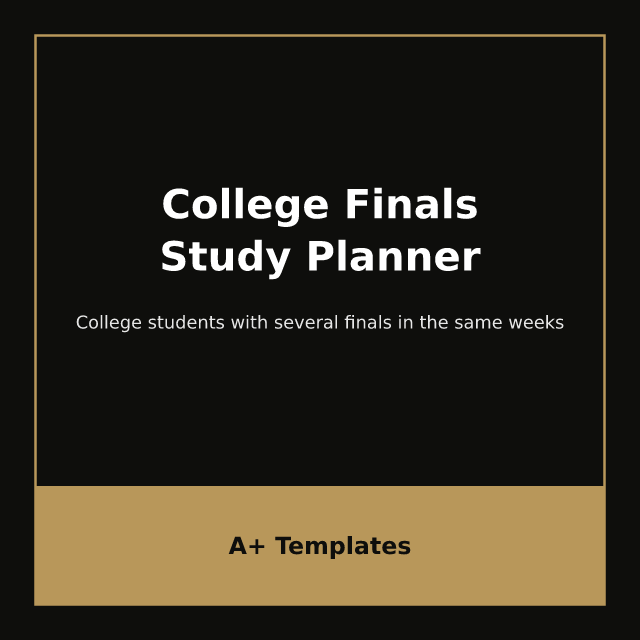 College Finals
Study Planner
College students with several finals in the same weeks
A+ Templates